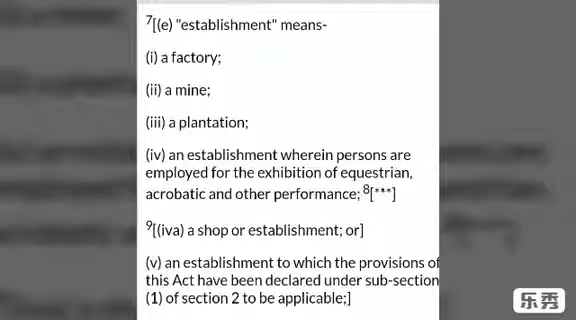 7[(e) "establishment" means-
(i) a factory;
(ii) a mine;
(iii) a plantation;
(iv) an establishment wherein persons are
employed for the exhibition of equestrian,
acrobatic and other performance; 8[***]
9[(iva) a shop or establishment; or]
(v) an establishment to which the provisions of
this Act have been declared under sub-section
(1) of section 2 to be applicable;]
乐秀